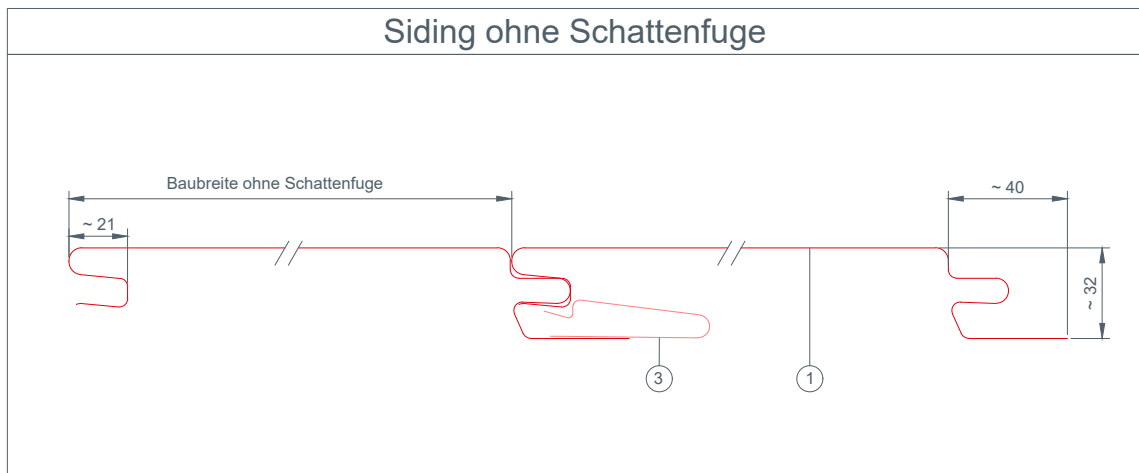 Siding ohne Schattenfuge
Baubreite ohne Schattenfuge
~ 40
~ 21
~ 32
3
1